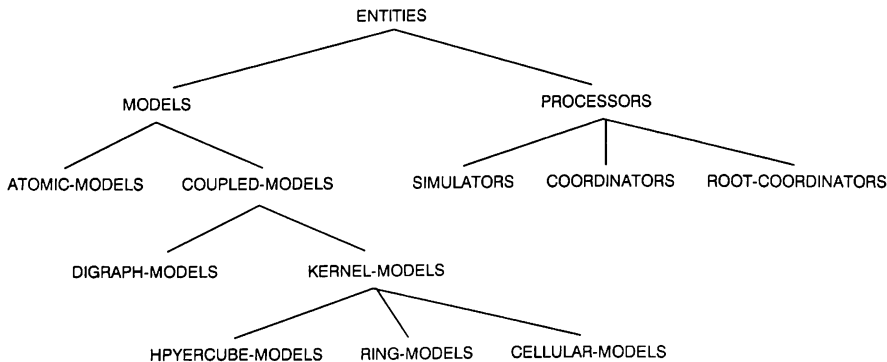 ENTITIES
MODELS
PROCESSORS
ATOMIC-MODELS
COUPLED-MODELS
SIMULATORS
COORDINATORS
ROOT-COORDINATORS
DIGRAPH-MODELS
KERNEL-MODELS
HPYERCUBE-MODELS
RING-MODELS
CELLULAR-MODELS